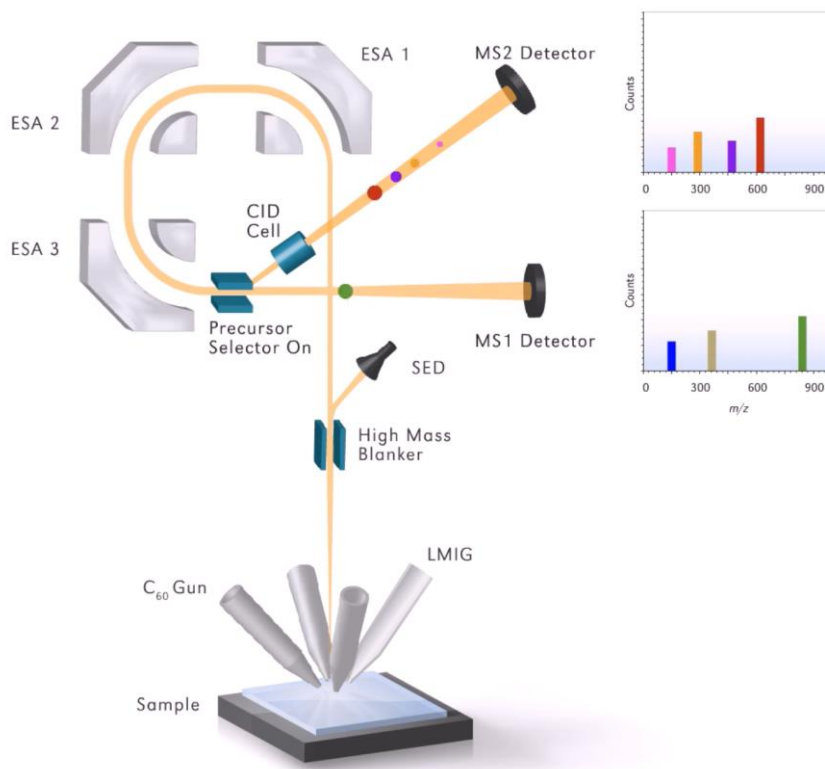 ESA 1
MS2 Detector
ESA 2
CID
Cell
ESA 3
Precursor
Selector On
MS1 Detector
SED
High Mass
Blanker
C₆₀ Gun
LMIG
Sample
Counts
0 300 600 900
Counts
0 300 600 900
m/z